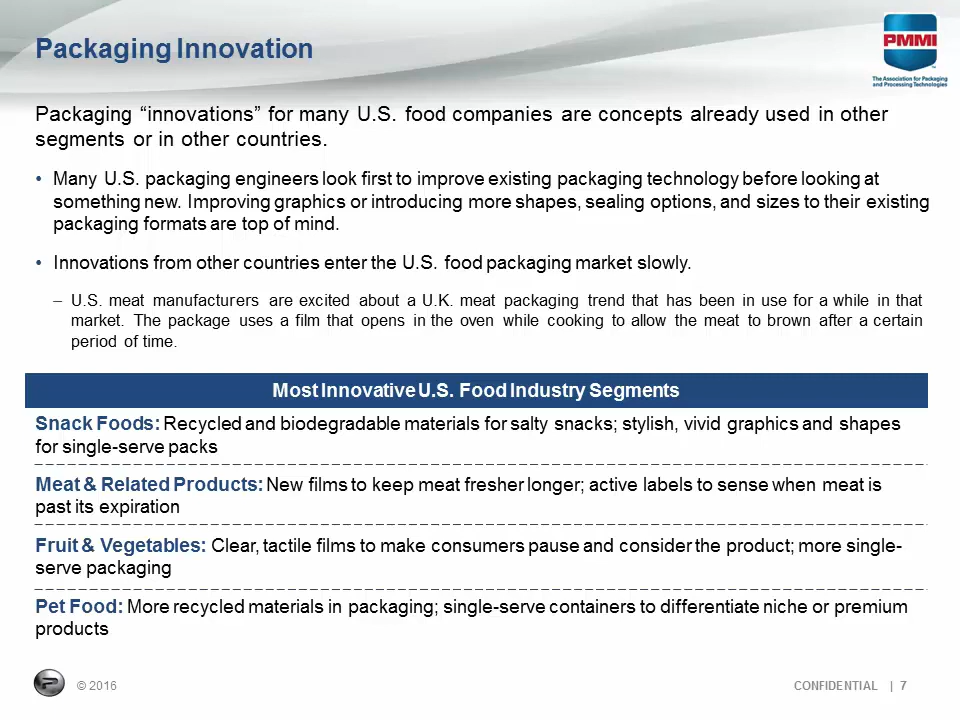 Packaging Innovation
PMMI
The Association for Packaging
and Processing Technologies
Packaging “innovations” for many U.S. food companies are concepts already used in other
segments or in other countries.
• Many U.S. packaging engineers look first to improve existing packaging technology before looking at
something new. Improving graphics or introducing more shapes, sealing options, and sizes to their existing
packaging formats are top of mind.
• Innovations from other countries enter the U.S. food packaging market slowly.
– U.S. meat manufacturers are excited about a U.K. meat packaging trend that has been in use for a while in that
market. The package uses a film that opens in the oven while cooking to allow the meat to brown after a certain
period of time.
Most Innovative U.S. Food Industry Segments
Snack Foods: Recycled and biodegradable materials for salty snacks; stylish, vivid graphics and shapes
for single-serve packs
Meat & Related Products: New films to keep meat fresher longer; active labels to sense when meat is
past its expiration
Fruit & Vegetables: Clear, tactile films to make consumers pause and consider the product; more single-
serve packaging
Pet Food: More recycled materials in packaging; single-serve containers to differentiate niche or premium
products
P © 2016 CONFIDENTIAL | 7